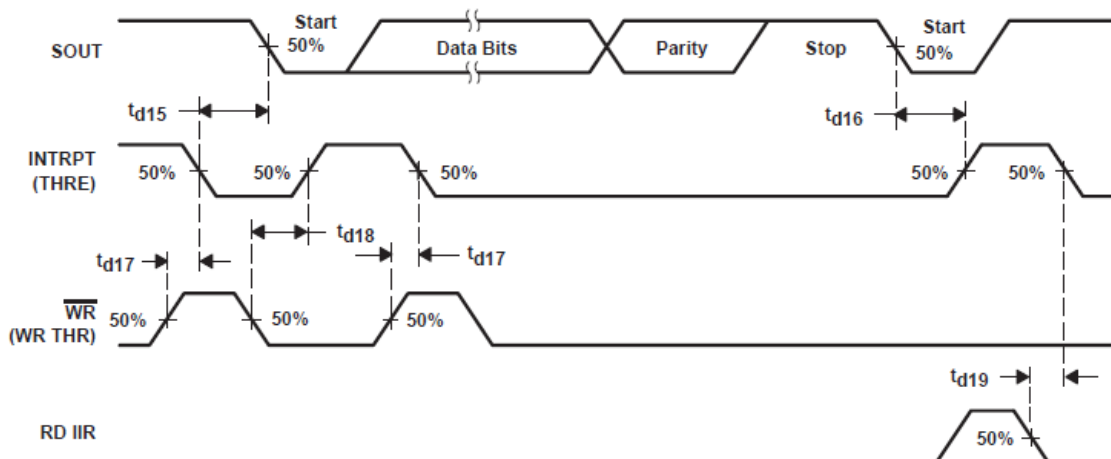 Start Start
SOUT 50% Data Bits Parity Stop 50%
td15 td16
INTRPT
(THRE)
50% 50% 50% 50% 50%
td18
td17 td17
WR
(WR THR)
50% 50% 50%
td19
RD IIR 50%